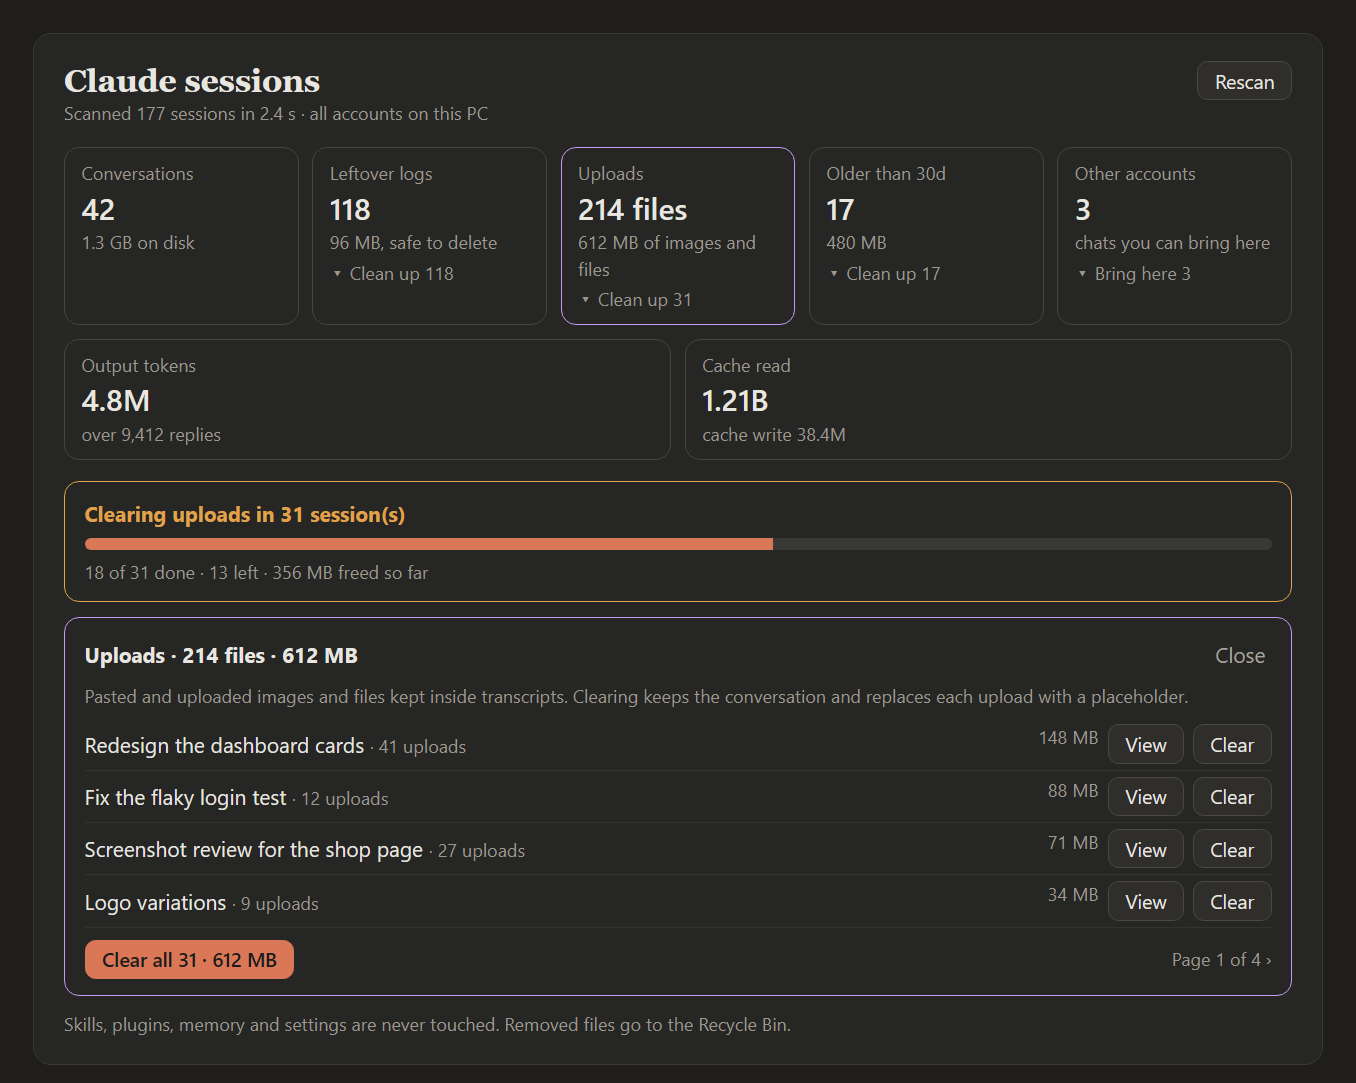 Claude sessions
Rescan
Scanned 177 sessions in 2.4 s · all accounts on this PC
Conversations
42
1.3 GB on disk
Leftover logs
118
96 MB, safe to delete
▾ Clean up 118
Uploads
214 files
612 MB of images and
files
▾ Clean up 31
Older than 30d
17
480 MB
▾ Clean up 17
Other accounts
3
chats you can bring here
▾ Bring here 3
Output tokens
4.8M
over 9,412 replies
Cache read
1.21B
cache write 38.4M
Clearing uploads in 31 session(s)
18 of 31 done · 13 left · 356 MB freed so far
Uploads · 214 files · 612 MB
Close
Pasted and uploaded images and files kept inside transcripts. Clearing keeps the conversation and replaces each upload with a placeholder.
Redesign the dashboard cards · 41 uploads 148 MB View Clear
Fix the flaky login test · 12 uploads 88 MB View Clear
Screenshot review for the shop page · 27 uploads 71 MB View Clear
Logo variations · 9 uploads 34 MB View Clear
Clear all 31 · 612 MB
Page 1 of 4 ›
Skills, plugins, memory and settings are never touched. Removed files go to the Recycle Bin.